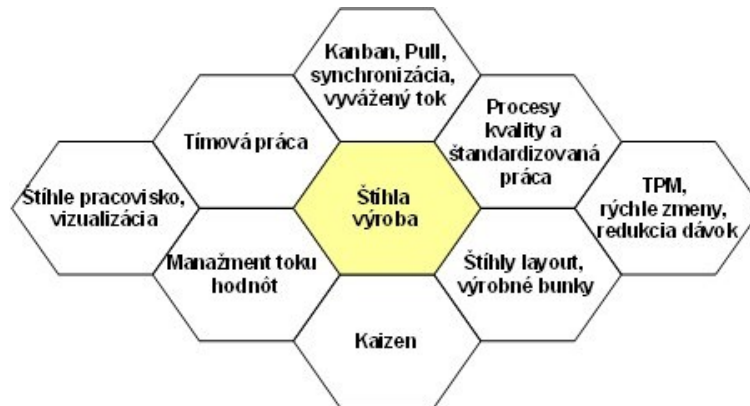 Kanban, Pull,
synchronizácia,
vyvážený tok
Tímová práca
Procesy
kvality a
štandardizovaná
práca
Štíhle pracovisko,
vizualizácia
Štíhla
výroba
TPM,
rýchle zmeny,
redukcia dávok
Manažment toku
hodnôt
Štíhly layout,
výrobné bunky
Kaizen